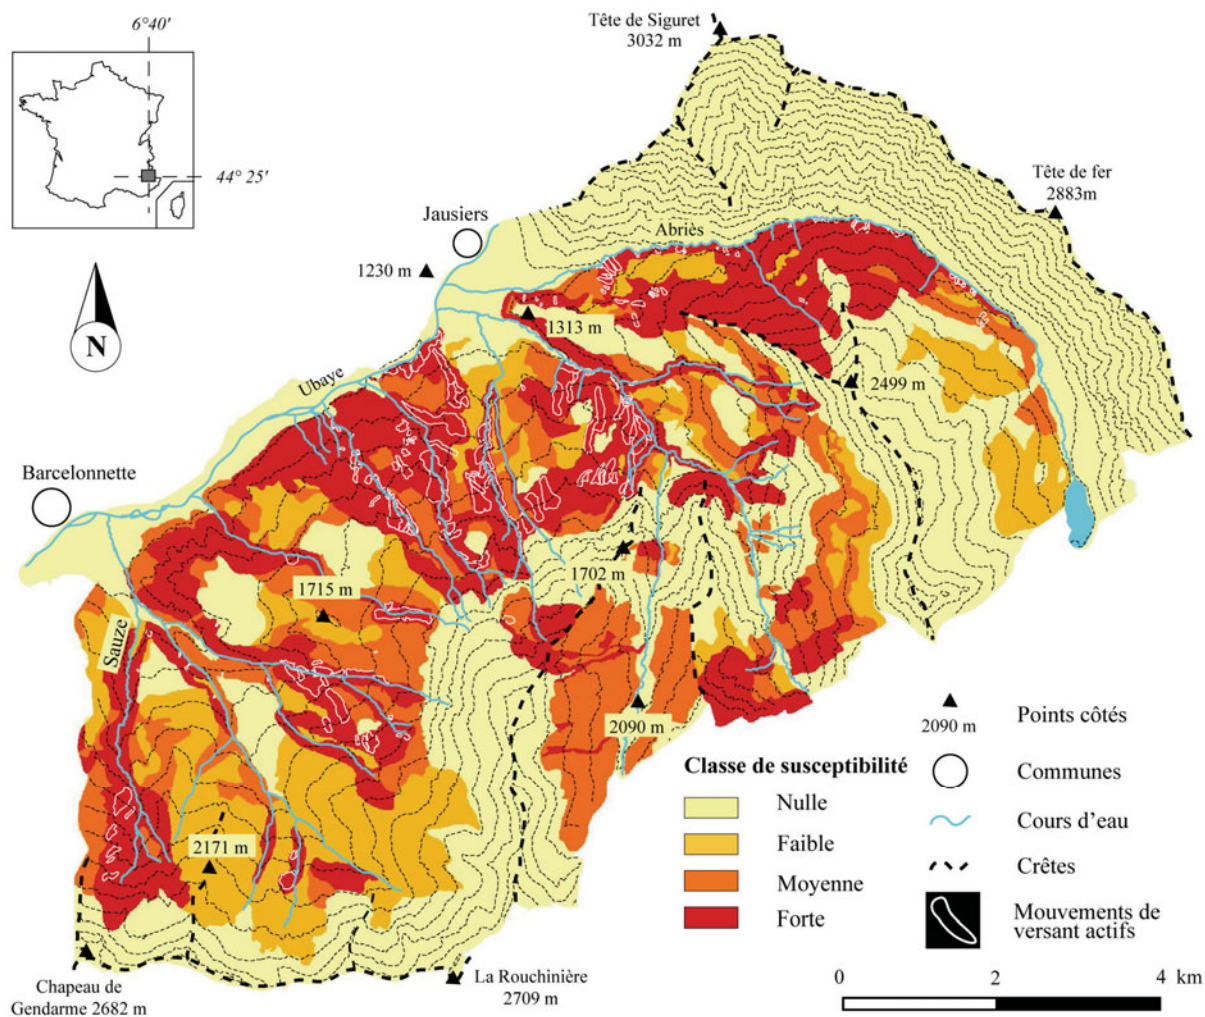 6°40'
44° 25'
N
Tête de Siguret
3032 m
Tête de fer
2883m
Jausiers
1230 m
Abriès
1313 m
2499 m
Ubaye
Barcelonnette
1715 m
1702 m
Sauze
2090 m
2171 m
Chapeau de
Gendarme 2682 m
La Rouchinière
2709 m
Classe de susceptibilité
Nulle
Faible
Moyenne
Forte
2090 m
Points côtés
Communes
Cours d'eau
Crêtes
Mouvements de
versant actifs
0 2 4 km